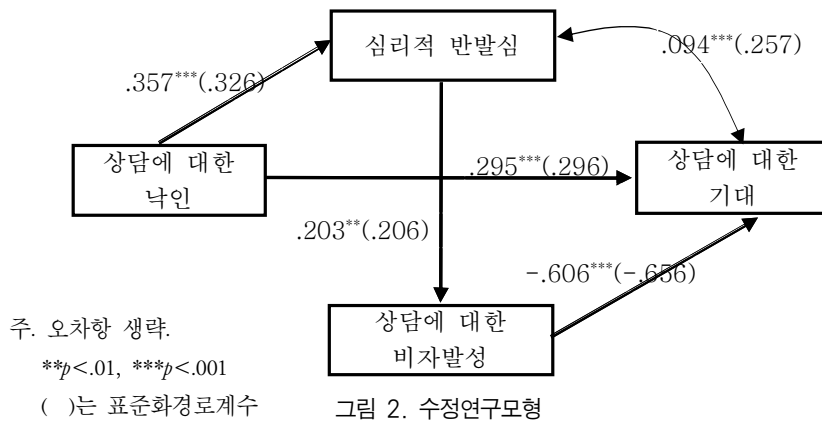 심리적 반발심
.094***(.257)
.357***(.326)
상담에 대한
낙인
.295***(.296)
상담에 대한
기대
.203**(.206)
-.606***(-.656)
상담에 대한
비자발성
주. 오차항 생략.
**p<.01, ***p<.001
( )는 표준화경로계수
그림 2. 수정연구모형